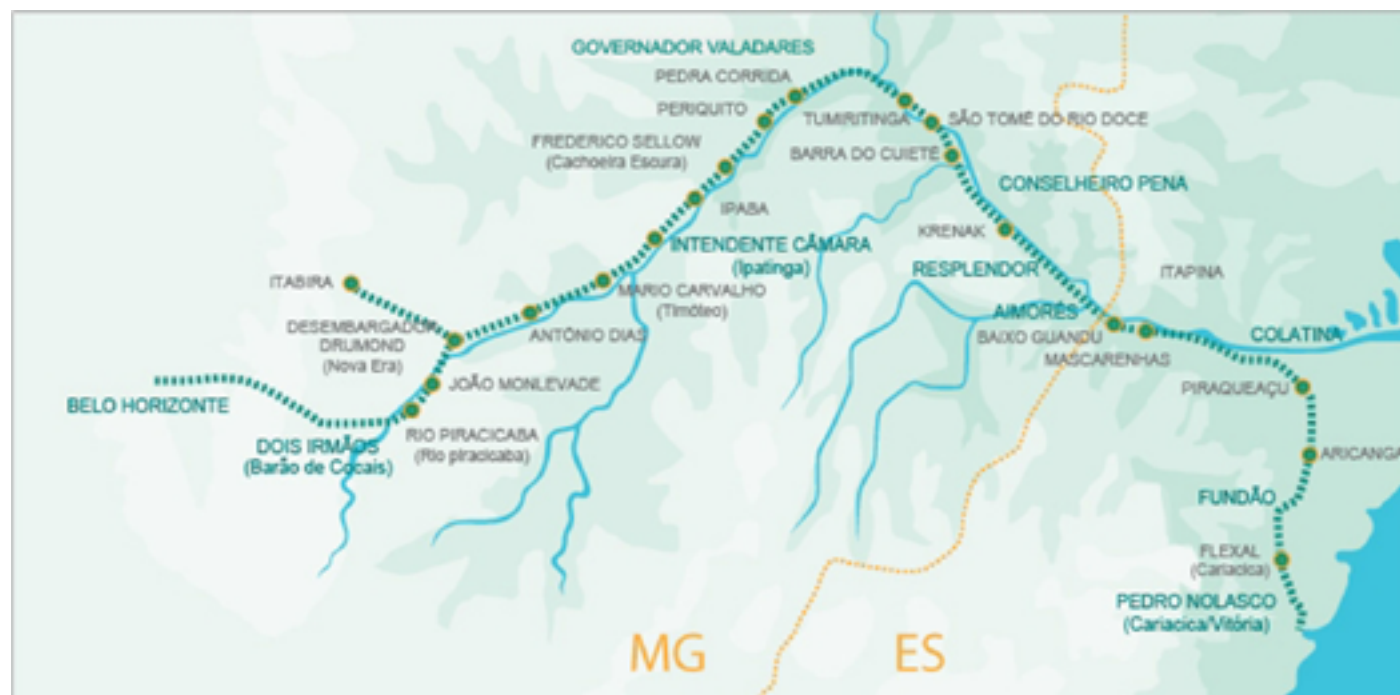 GOVERNADOR VALADARES
PEDRA CORRIDA
PERIQUITO
TUMIRITINGA
SÃO TOMÉ DO RIO DOCE
FREDERICO SELLOW
(Cachoeira Escura)
BARRA DO CUIETÉ
CONSELHEIRO PENA
IPABA
KRENAK
INTENDENTE CÂMARA
(Ipatinga)
RESPLENDOR
ITAPINA
ITABIRA
MARIO CARVALHO
(Timóteo)
AIMORÉS
DESEMBARGADOR
DRUMOND
(Nova Era)
ANTÔNIO DIAS
BAIXO GUANDU
COLATINA
MASCARENHAS
JOÃO MONLEVADE
PIRAQUEAÇU
BELO HORIZONTE
RIO PIRACICABA
(Rio piracicaba)
DOIS IRMÃOS
(Barão de Cocais)
ARICANGA
FUNDÃO
FLEXAL
(Cariacica)
PEDRO NOLASCO
(Cariacica/Vitória)
MG
ES